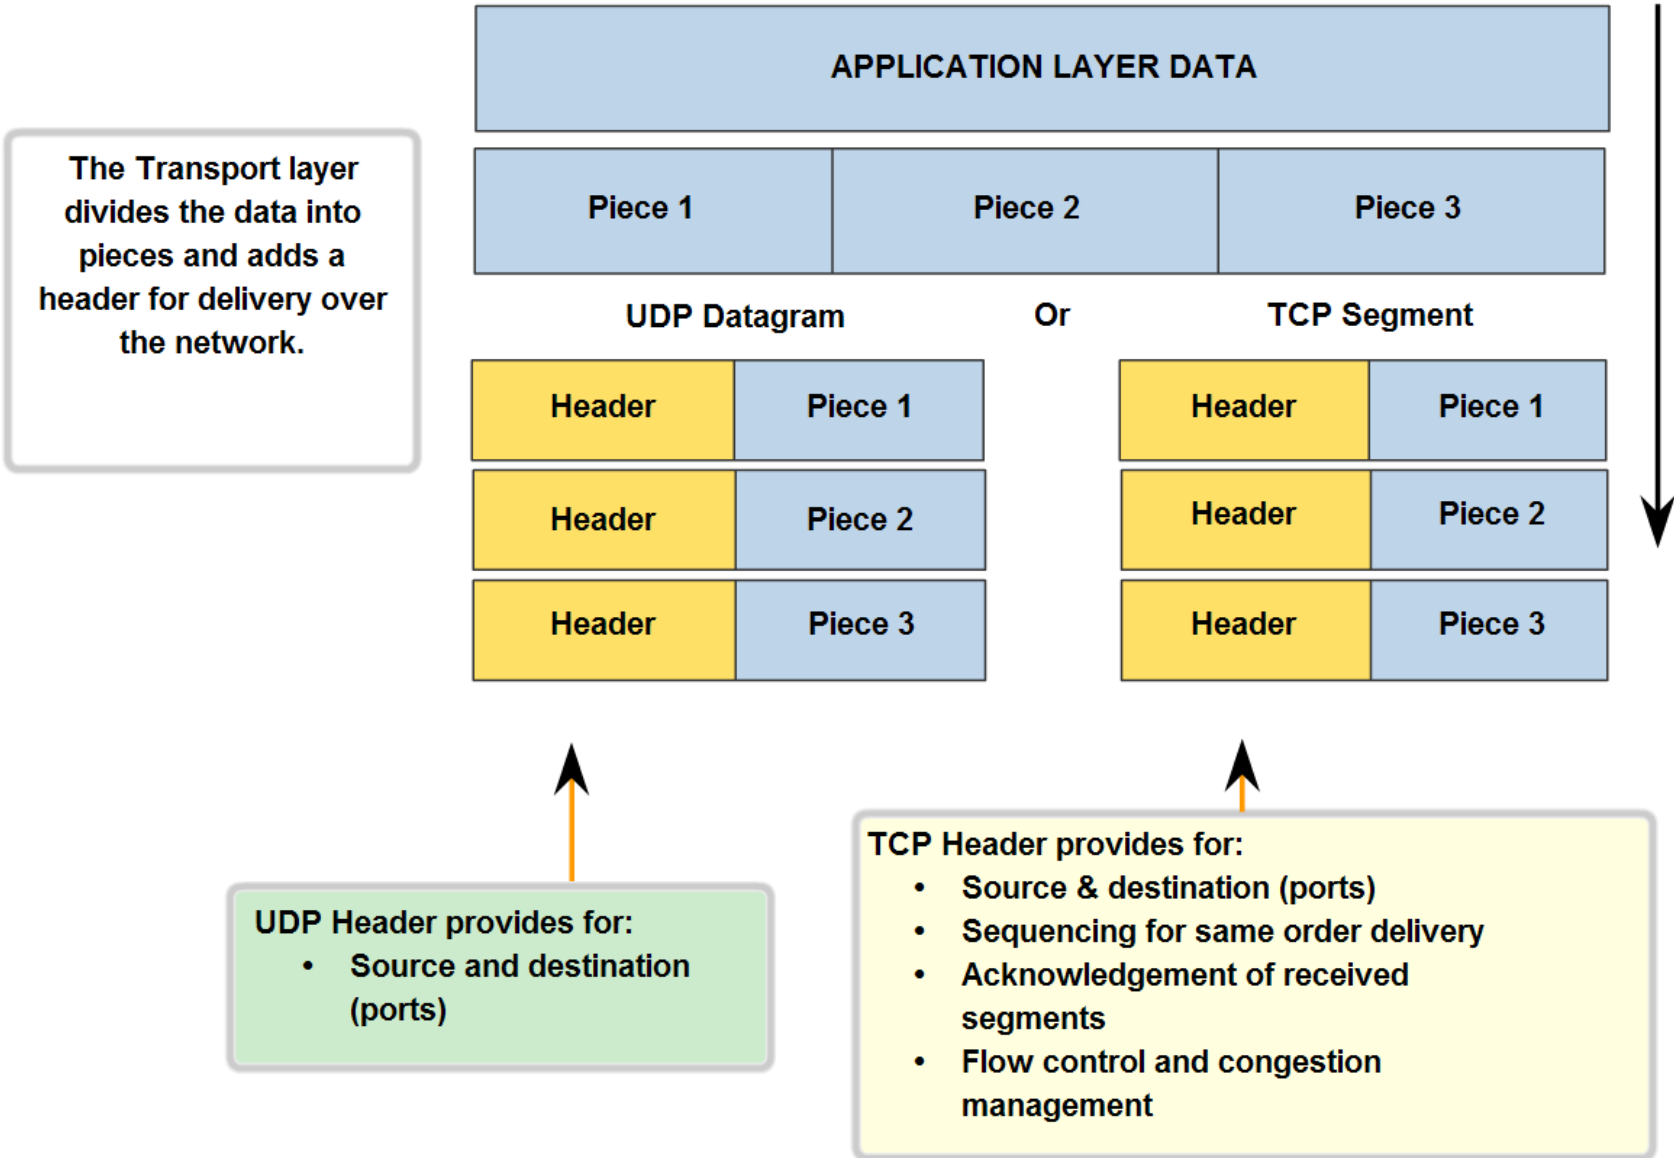 APPLICATION LAYER DATA
The Transport layer
divides the data into
pieces and adds a
header for delivery over
the network.
Piece 1
Piece 2
Piece 3
UDP Datagram
Or
TCP Segment
Header
Piece 1
Header
Piece 1
Header
Piece 2
Header
Piece 2
Header
Piece 3
Header
Piece 3
UDP Header provides for:
• Source and destination
(ports)
TCP Header provides for:
• Source & destination (ports)
• Sequencing for same order delivery
• Acknowledgement of received
segments
• Flow control and congestion
management